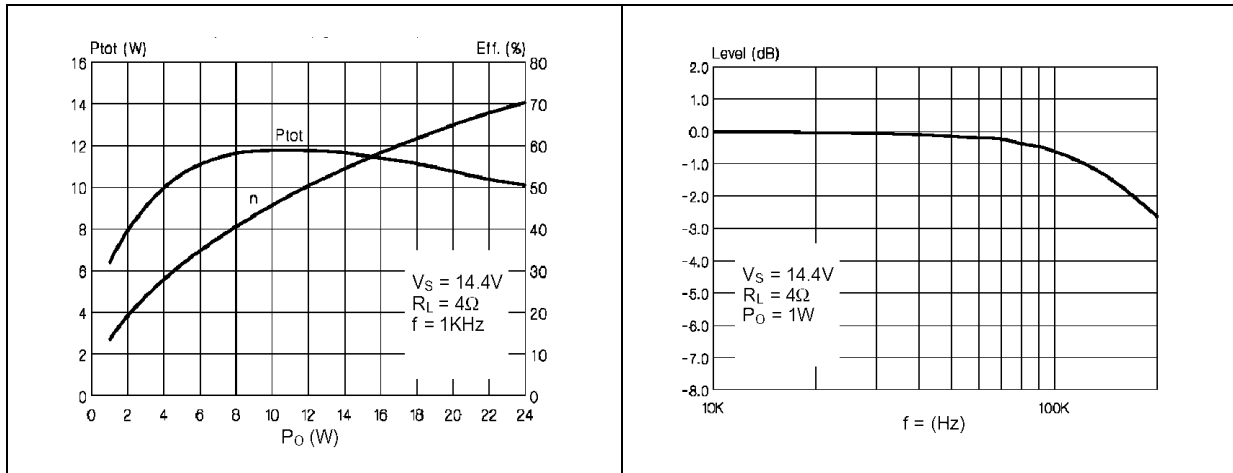 Ptot (W)
Eff. (%)
16
14
12
10
8
6
4
2
0
80
70
60
50
40
30
20
10
0
Ptot
n
VS = 14.4V
RL = 4Ω
f = 1KHz
0 2 4 6 8 10 12 14 16 18 20 22 24
PO (W)
Level (dB)
2.0
1.0
0.0
-1.0
-2.0
-3.0
-4.0
-5.0
-6.0
-7.0
-8.0
VS = 14.4V
RL = 4Ω
PO = 1W
10K 100K
f = (Hz)